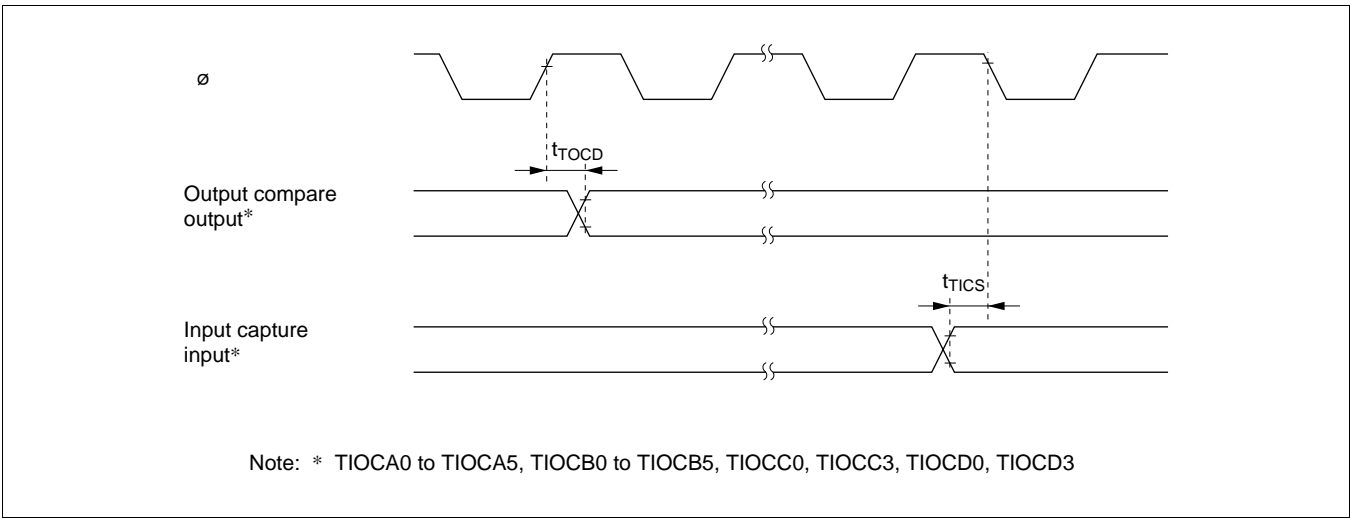 ø
tTOCD
Output compare
output*
tTICS
Input capture
input*
Note: * TIOCA0 to TIOCA5, TIOCB0 to TIOCB5, TIOCC0, TIOCC3, TIOCD0, TIOCD3